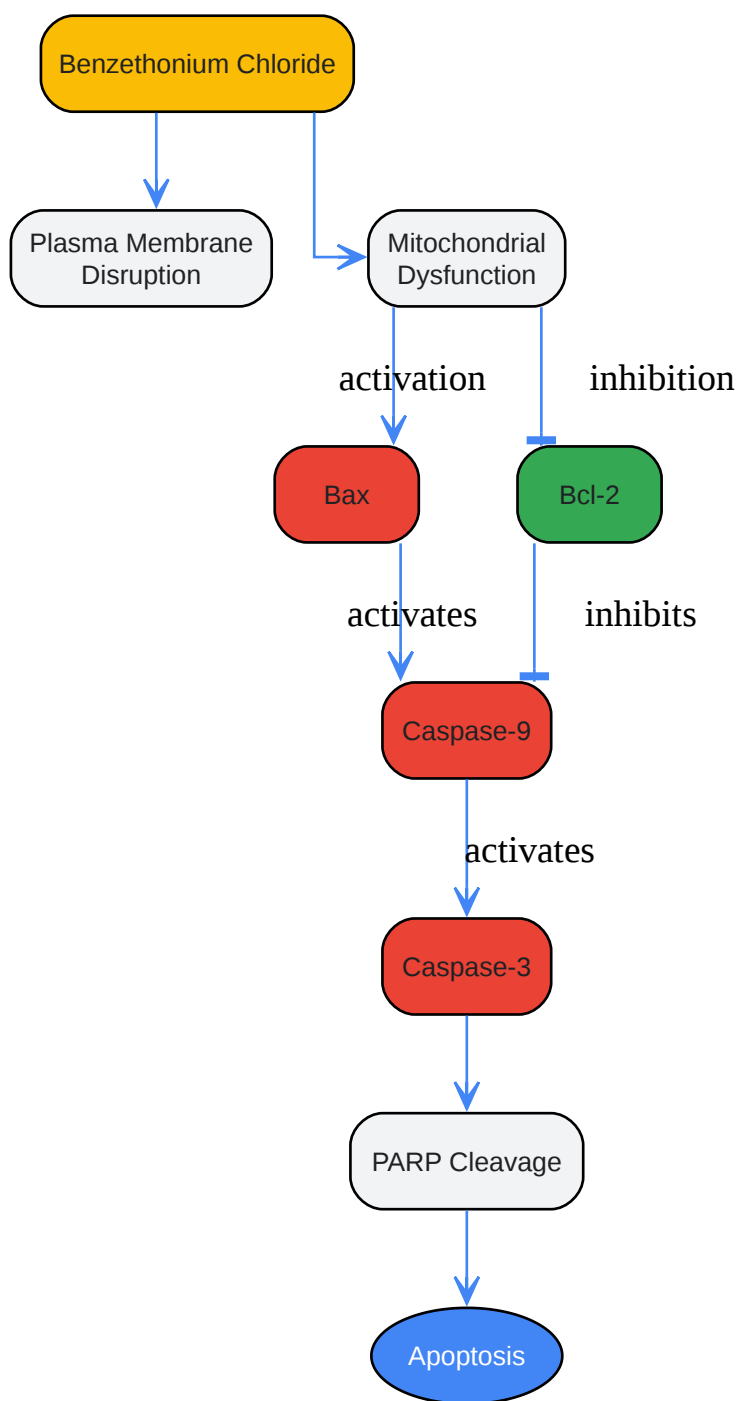 Benzethonium Chloride
Plasma Membrane
Disruption
Mitochondrial
Dysfunction
activation
inhibition
Bax
Bcl-2
activates
inhibits
Caspase-9
activates
Caspase-3
PARP Cleavage
Apoptosis